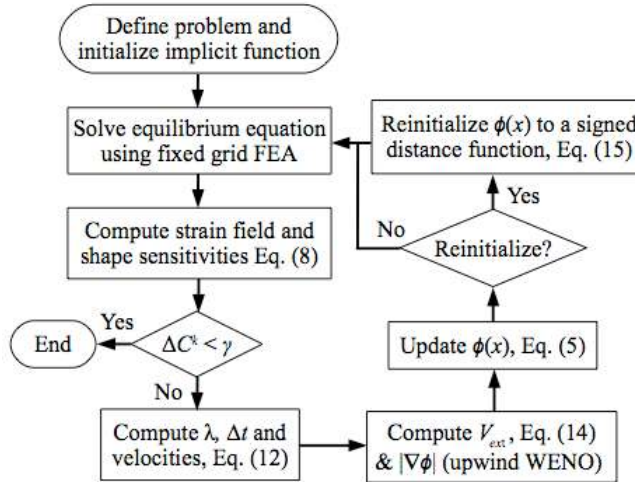 Define problem and
initialize implicit function
Solve equilibrium equation
using fixed grid FEA
Compute strain field and
shape sensitivities Eq. (8)
ΔCᵏ < γ
Yes
End
No
Compute λ, Δt and
velocities, Eq. (12)
Compute V_ext, Eq. (14)
& |∇ϕ| (upwind WENO)
Update ϕ(x), Eq. (5)
Reinitialize?
No
Yes
Reinitialize ϕ(x) to a signed
distance function, Eq. (15)